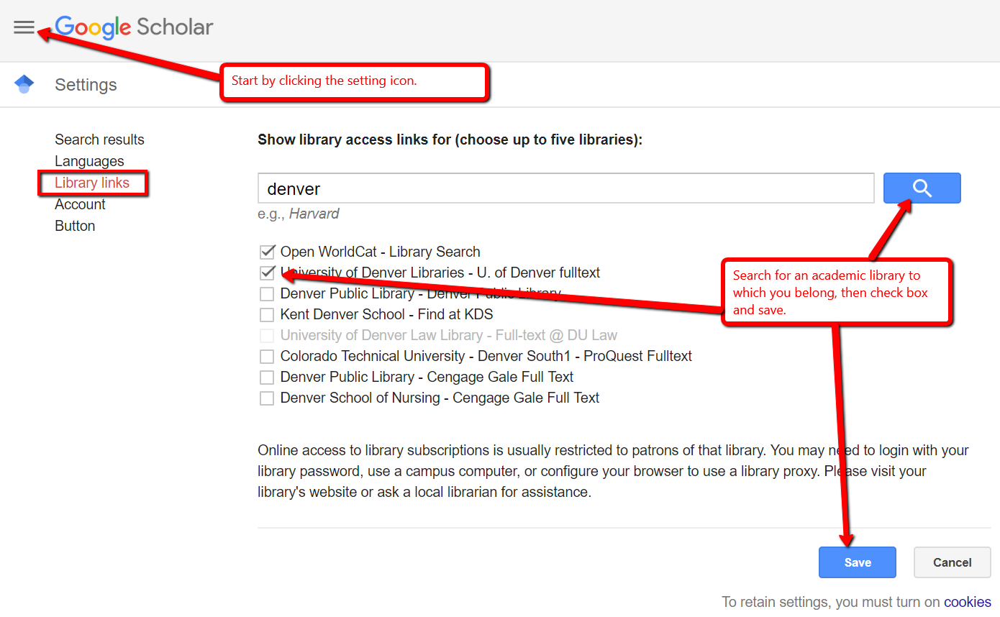 Google Scholar
Start by clicking the setting icon.
Settings
Search results
Languages
Library links
Account
Button
Show library access links for (choose up to five libraries):
denver
e.g., Harvard
Open WorldCat - Library Search
University of Denver Libraries - U. of Denver fulltext
Denver Public Library - Denver Public Library
Kent Denver School - Find at KDS
University of Denver Law Library - Full-text @ DU Law
Colorado Technical University - Denver South1 - ProQuest Fulltext
Denver Public Library - Cengage Gale Full Text
Denver School of Nursing - Cengage Gale Full Text
Search for an academic library to
which you belong, then check box
and save.
Online access to library subscriptions is usually restricted to patrons of that library. You may need to login with your
library password, use a campus computer, or configure your browser to use a library proxy. Please visit your
library's website or ask a local librarian for assistance.
Save
Cancel
To retain settings, you must turn on cookies